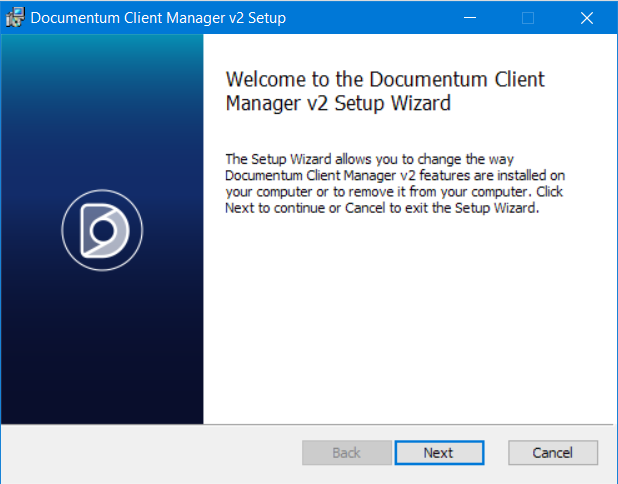 Documentum Client Manager v2 Setup
Welcome to the Documentum Client
Manager v2 Setup Wizard
The Setup Wizard allows you to change the way
Documentum Client Manager v2 features are installed on
your computer or to remove it from your computer. Click
Next to continue or Cancel to exit the Setup Wizard.
Back
Next
Cancel